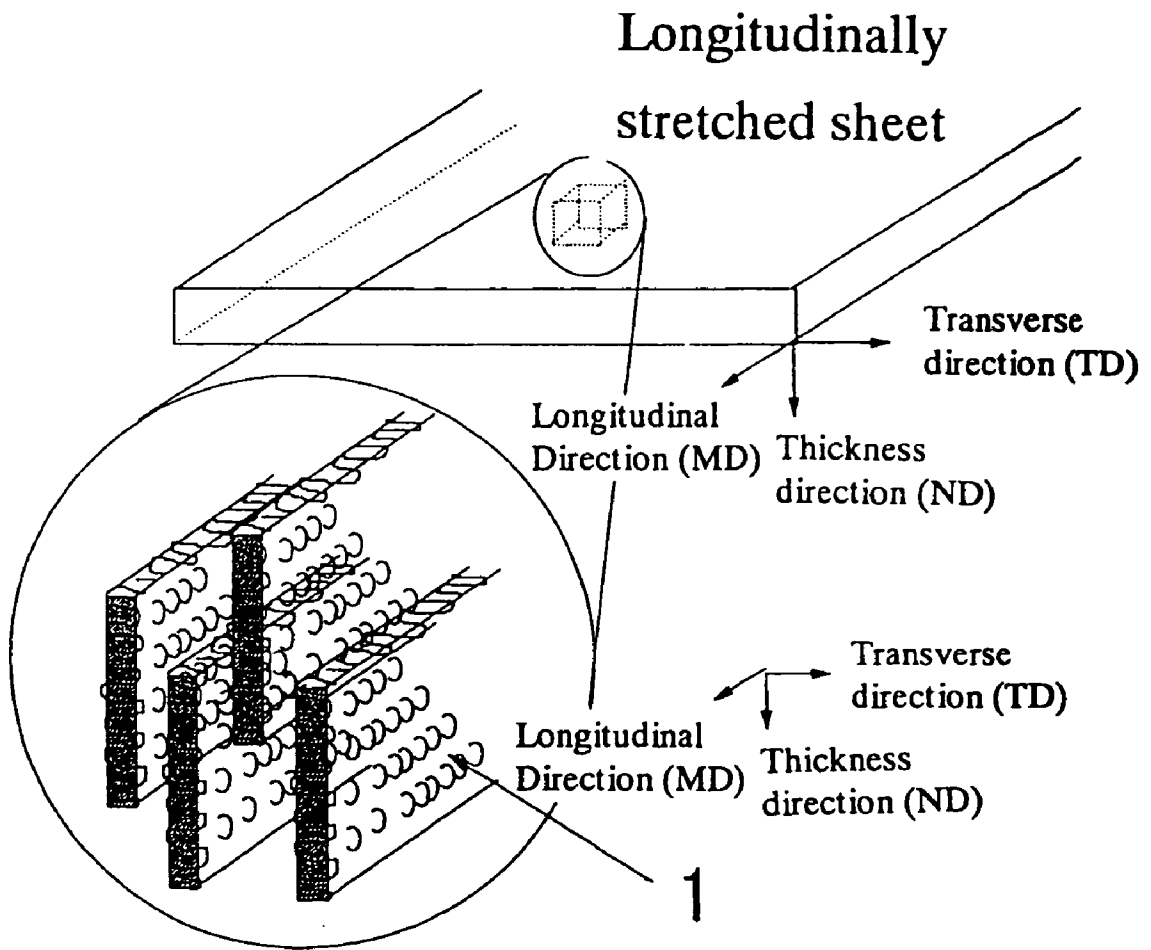 Longitudinally
stretched sheet
Transverse
direction (TD)
Longitudinal
Direction (MD)
Thickness
direction (ND)
Transverse
direction (TD)
Longitudinal
Direction (MD)
Thickness
direction (ND)
1